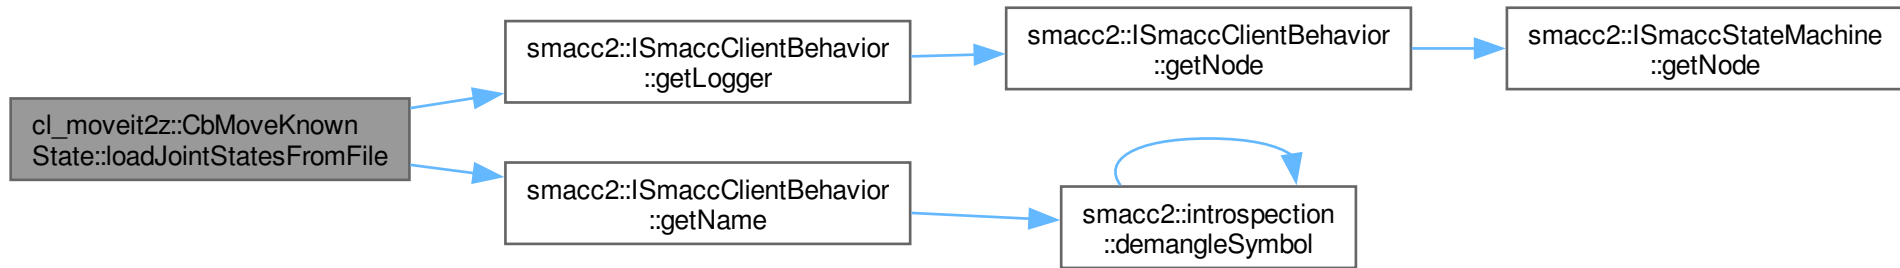 cl_moveit2z::CbMoveKnown
State::loadJointStatesFromFile
smacc2::ISmaccClientBehavior
::getLogger
smacc2::ISmaccClientBehavior
::getNode
smacc2::ISmaccStateMachine
::getNode
smacc2::ISmaccClientBehavior
::getName
smacc2::introspection
::demangleSymbol